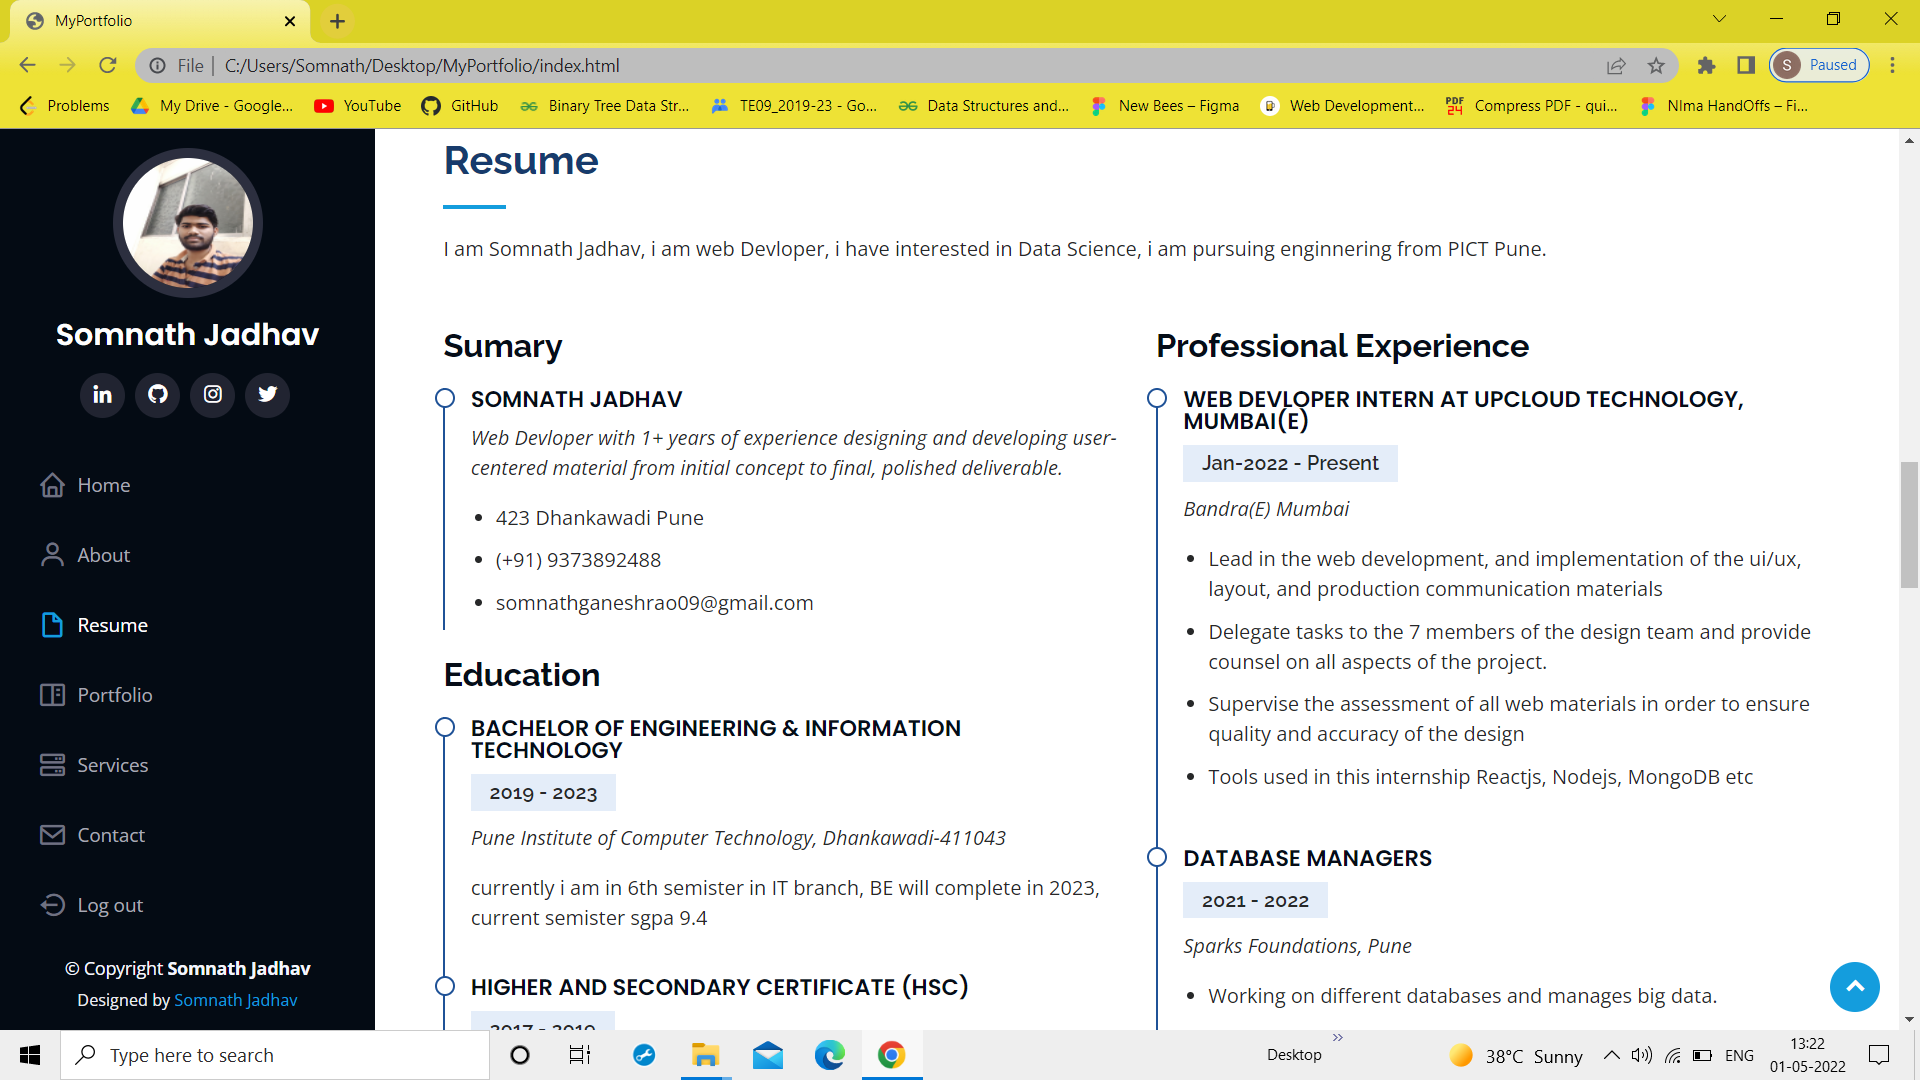 MyPortfolio
File | C:/Users/Somnath/Desktop/MyPortfolio/index.html
S Paused
Problems My Drive - Google... YouTube GitHub Binary Tree Data Str... TE09_2019-23 - Go... Data Structures and... New Bees – Figma Web Development... PDF 24 Compress PDF - qui... NIma HandOffs – Fi...
Somnath Jadhav
Home
About
Resume
Portfolio
Services
Contact
Log out
© Copyright Somnath Jadhav
Designed by Somnath Jadhav
Resume
I am Somnath Jadhav, i am web Devloper, i have interested in Data Science, i am pursuing enginnering from PICT Pune.
Sumary
SOMNATH JADHAV
Web Devloper with 1+ years of experience designing and developing user-
centered material from initial concept to final, polished deliverable.
423 Dhankawadi Pune
(+91) 9373892488
somnathganeshrao09@gmail.com
Education
BACHELOR OF ENGINEERING & INFORMATION
TECHNOLOGY
2019 - 2023
Pune Institute of Computer Technology, Dhankawadi-411043
currently i am in 6th semister in IT branch, BE will complete in 2023,
current semister sgpa 9.4
HIGHER AND SECONDARY CERTIFICATE (HSC)
2017 - 2019
Professional Experience
WEB DEVLOPER INTERN AT UPCLOUD TECHNOLOGY,
MUMBAI(E)
Jan-2022 - Present
Bandra(E) Mumbai
Lead in the web development, and implementation of the ui/ux,
layout, and production communication materials
Delegate tasks to the 7 members of the design team and provide
counsel on all aspects of the project.
Supervise the assessment of all web materials in order to ensure
quality and accuracy of the design
Tools used in this internship Reactjs, Nodejs, MongoDB etc
DATABASE MANAGERS
2021 - 2022
Sparks Foundations, Pune
Working on different databases and manages big data.
Type here to search
Desktop
38°C Sunny
ENG
13:22
01-05-2022